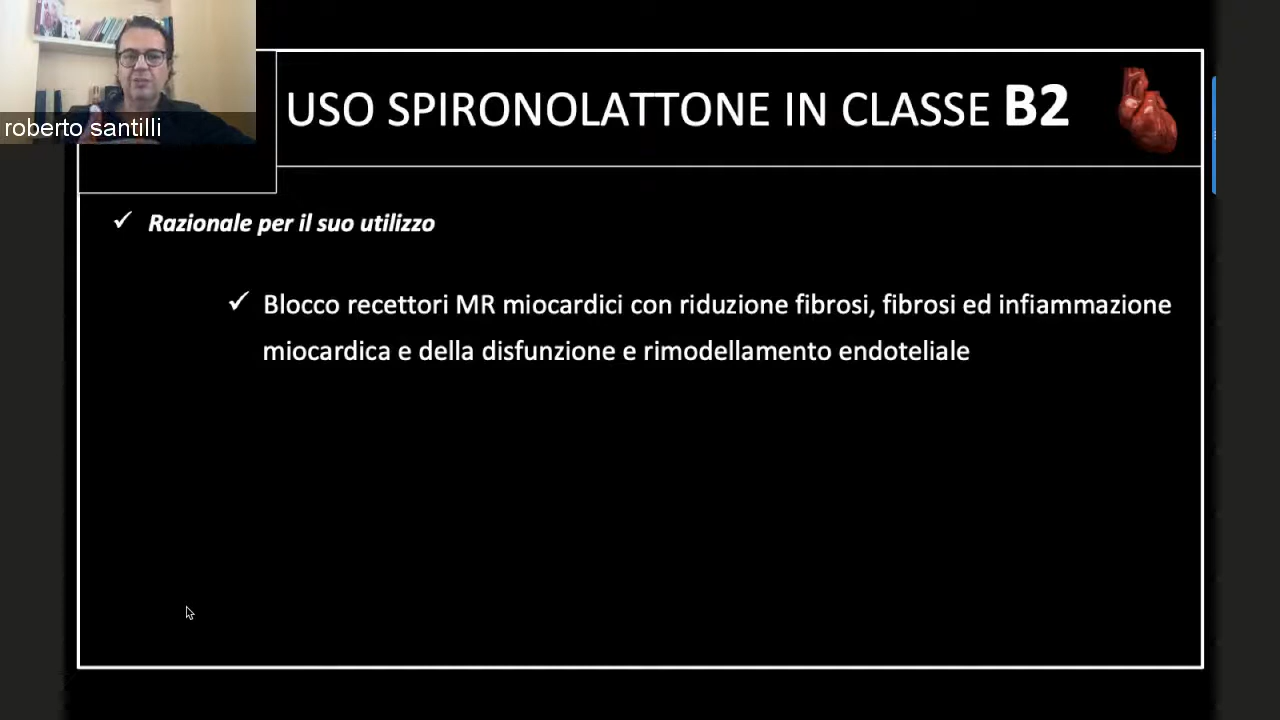 roberto santilli
USO SPIRONOLATTONE IN CLASSE B2
✓ Razionale per il suo utilizzo
✓ Blocco recettori MR miocardici con riduzione fibrosi, fibrosi ed infiammazione
miocardica e della disfunzione e rimodellamento endoteliale